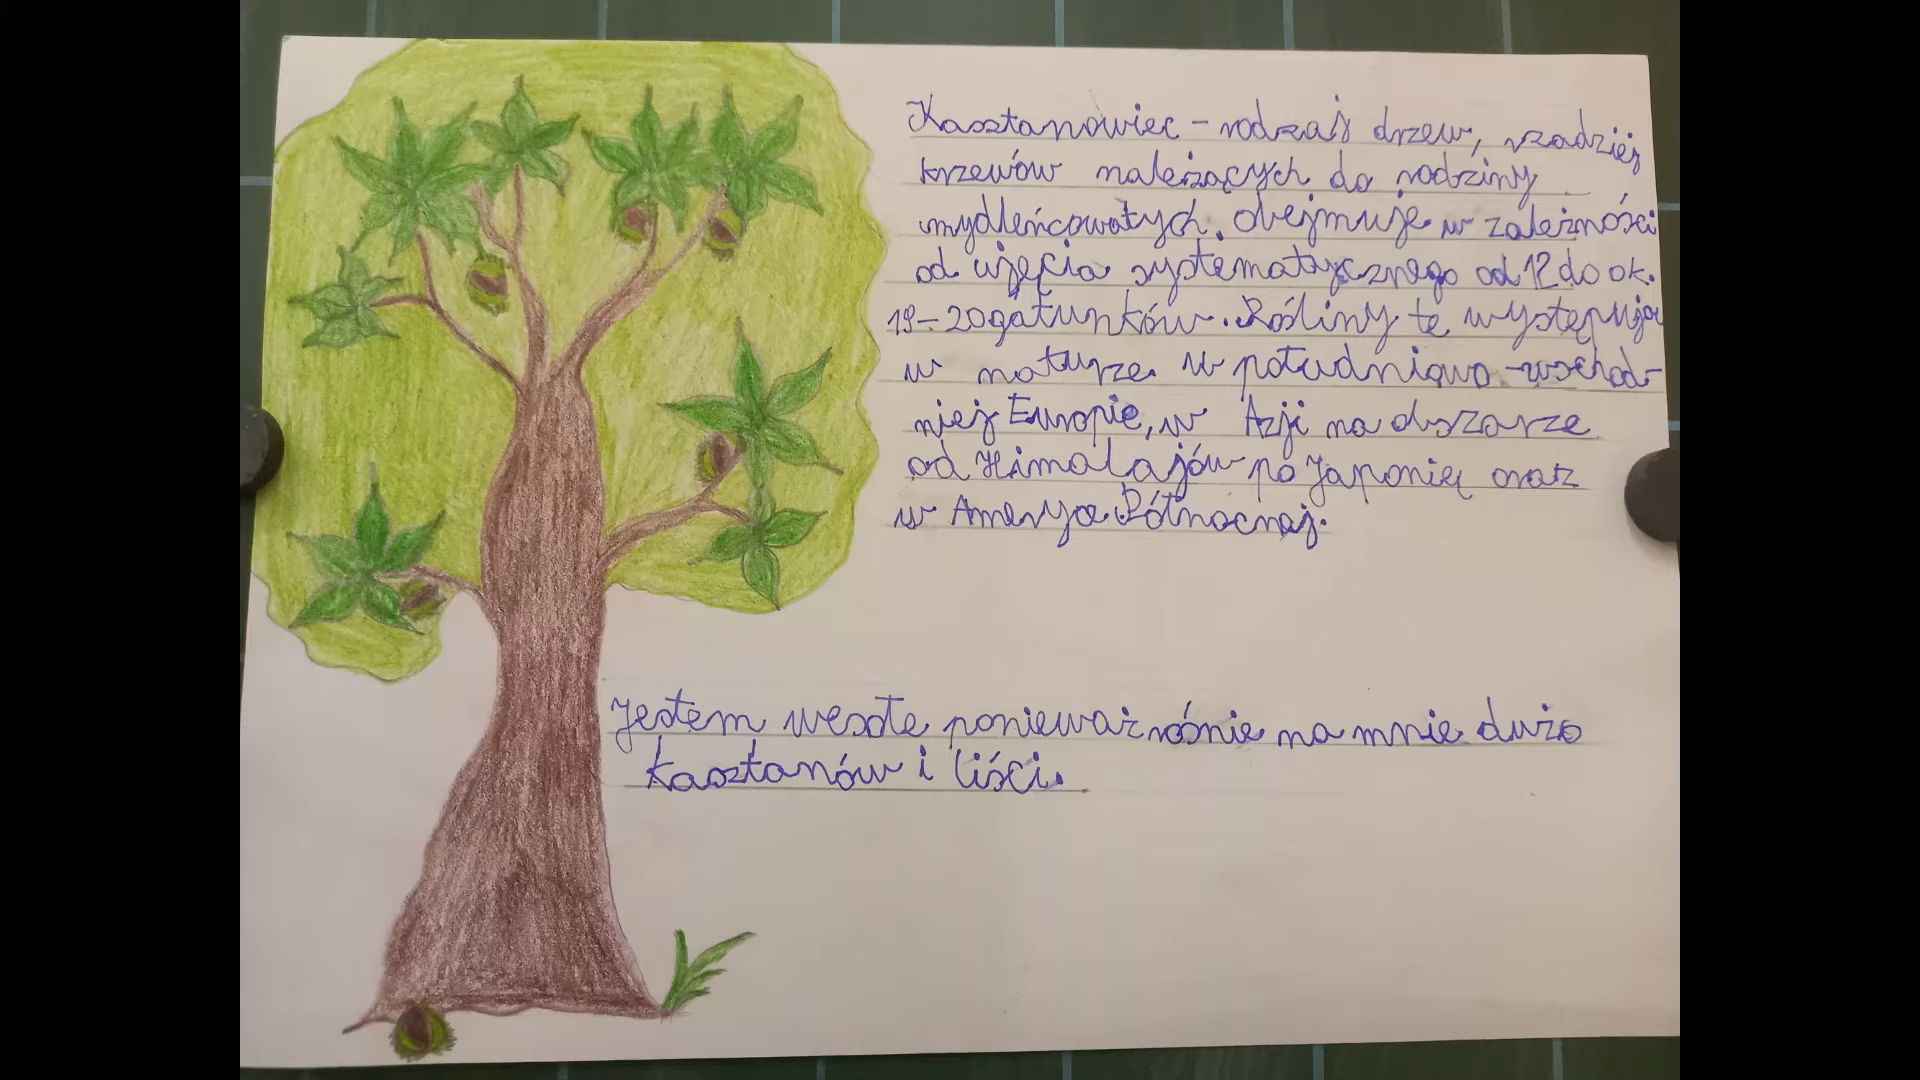 Kasztanowiec - rodzaj drzew, rzadziej
krzewów należących do rodziny
mydleńcowatych. Obejmuje w zależności
od ujęcia systematycznego od 12 do ok.
19-20 gatunków. Rośliny te występują
w naturze w południowo-wschod-
niej Europie, w Azji na obszarze
od Himalajów po Japonię oraz
w Ameryce Północnej.
Jestem wesołe ponieważ rośnie na mnie dużo
kasztanów i liści.